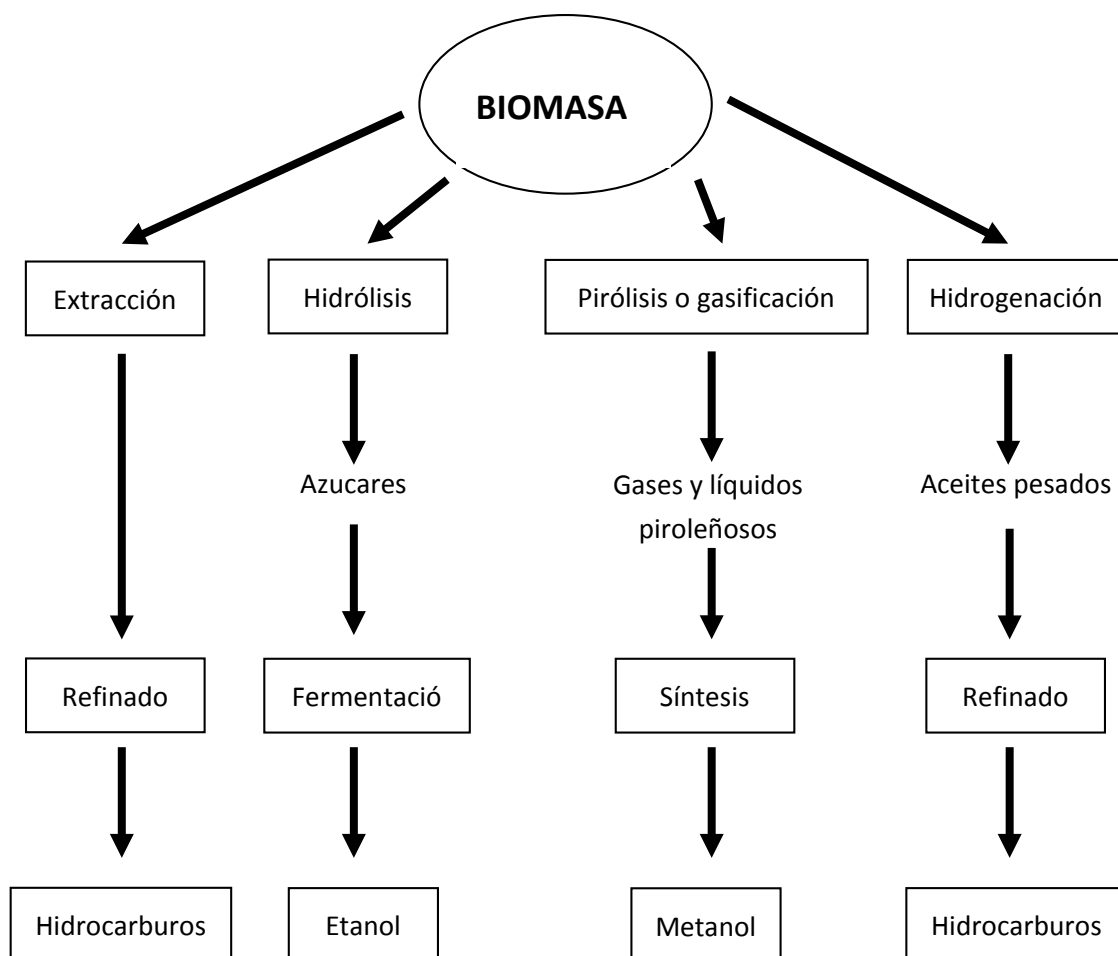 BIOMASA
Extracción
Hidrólisis
Pirólisis o gasificación
Hidrogenación
Azucares
Gases y líquidos
piroleñosos
Aceites pesados
Refinado
Fermentació
Síntesis
Refinado
Hidrocarburos
Etanol
Metanol
Hidrocarburos